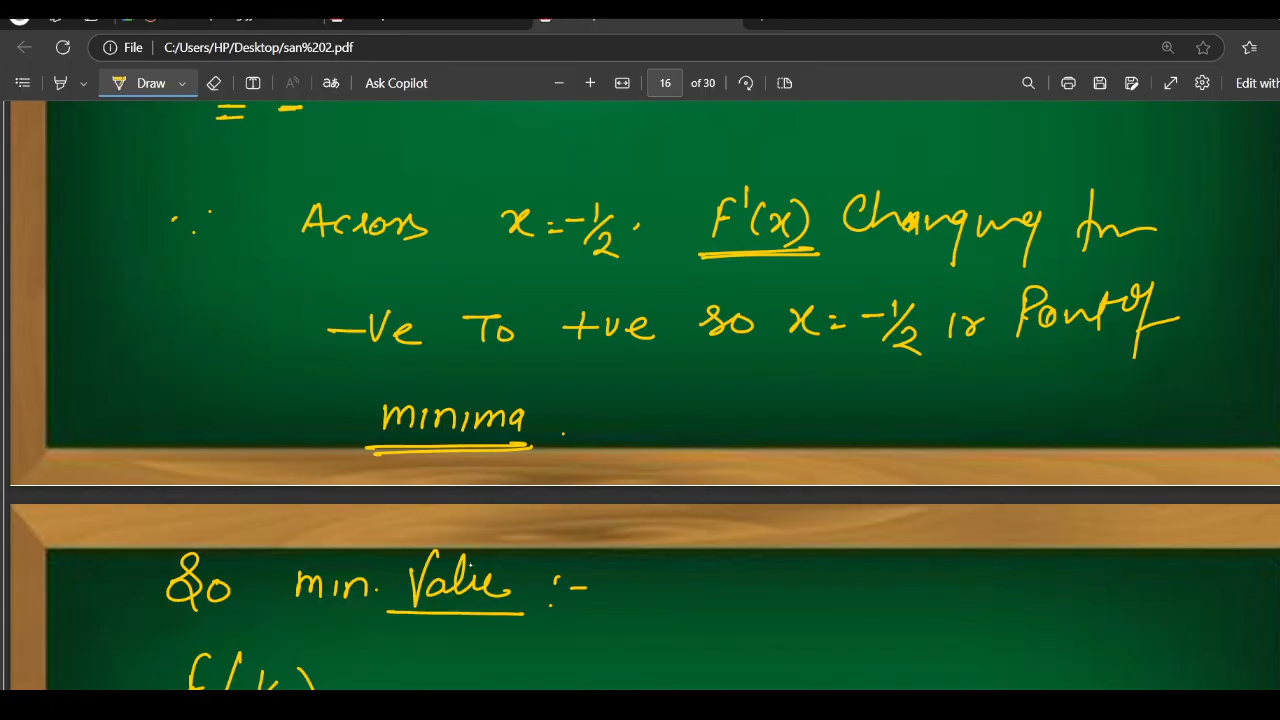 File | C:/Users/HP/Desktop/san%202.pdf
Draw Ask Copilot 16 of 30 Edit with
∵ Across x = -1/2. F'(x) Changing from
-ve To +ve so x = -1/2 is Point of
minima.
So min. Value :-